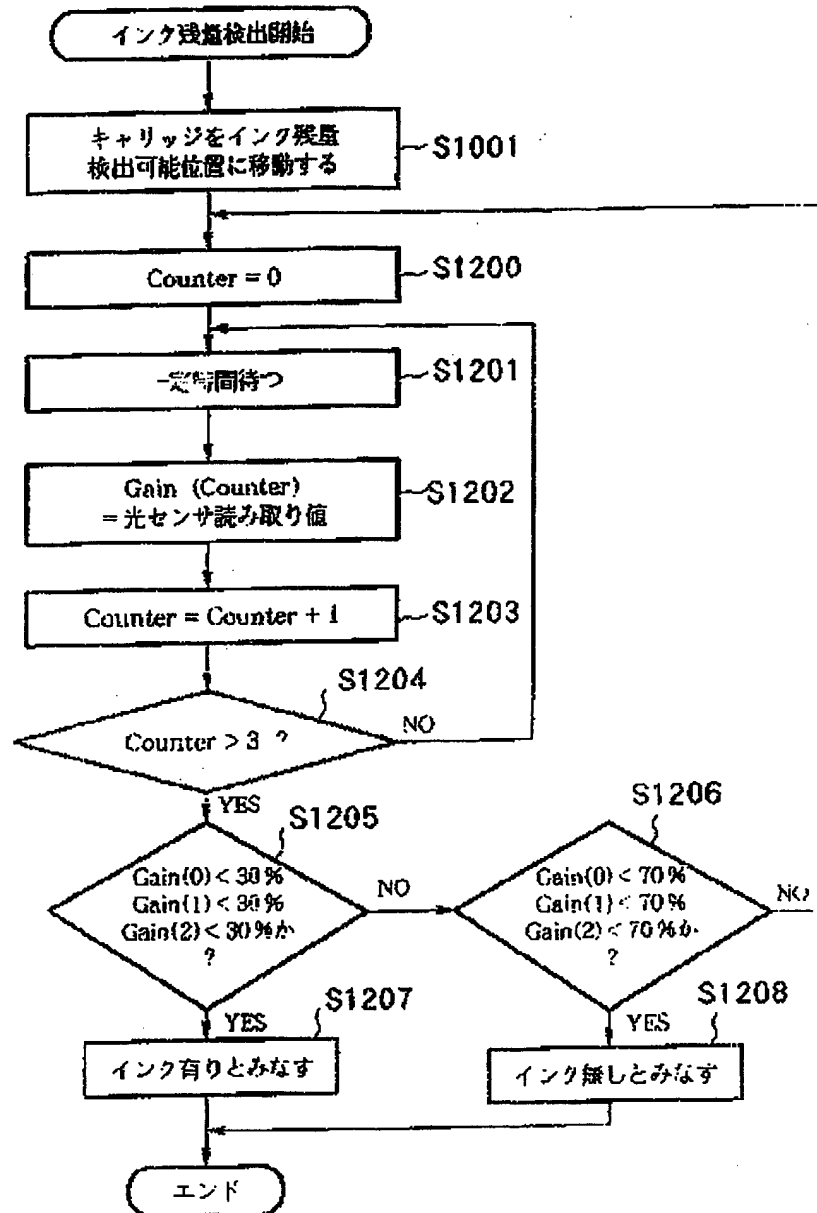 インク残量検出開始
キャリッジをインク残量
検出可能位置に移動する
S1001
Counter = 0
S1200
一定時間待つ
S1201
Gain (Counter)
= 光センサ読み取り値
S1202
Counter = Counter + 1
S1203
S1204
Counter > 3 ?
NO
YES
S1205
Gain(0) < 30%
Gain(1) < 30%
Gain(2) < 30%か
?
NO
S1206
Gain(0) < 70%
Gain(1) < 70%
Gain(2) < 70%か
?
NO
YES
S1207
インク有りとみなす
YES
S1208
インク無しとみなす
エンド